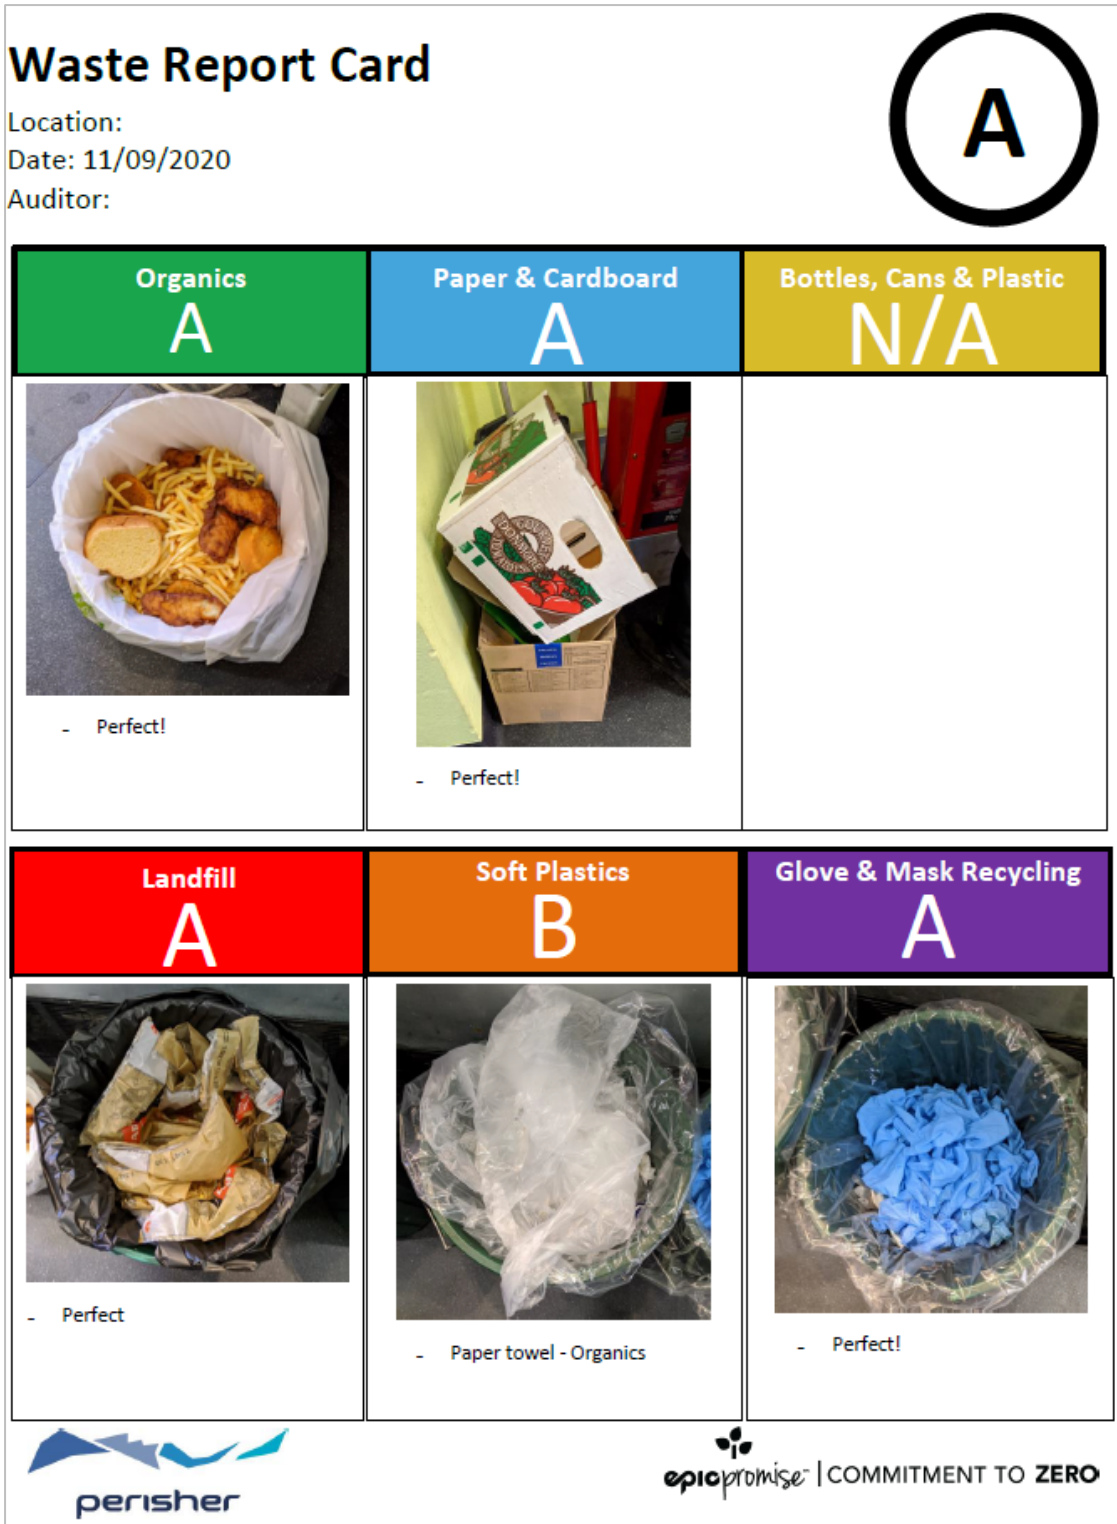 Waste Report Card
A
Location:
Date: 11/09/2020
Auditor:
Organics
A
Paper & Cardboard
A
Bottles, Cans & Plastic
N/A
- Perfect!
- Perfect!
Landfill
A
Soft Plastics
B
Glove & Mask Recycling
A
- Perfect
- Paper towel - Organics
- Perfect!
perisher
epicpromise™ | COMMITMENT TO ZERO